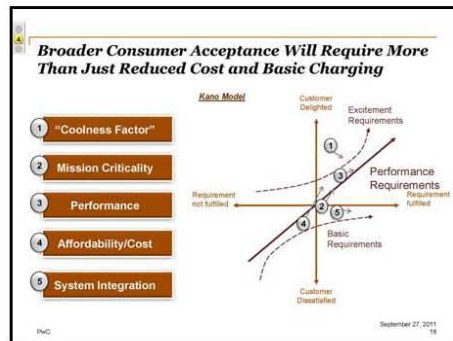 4
Broader Consumer Acceptance Will Require More
Than Just Reduced Cost and Basic Charging
Kano Model
1 "Coolness Factor"
2 Mission Criticality
3 Performance
4 Affordability/Cost
5 System Integration
Customer
Delighted
Excitement
Requirements
1
3
Performance
Requirements
Requirement
not fulfilled
Requirement
fulfilled
2
5
4
Basic
Requirements
Customer
Dissatisfied
PwC
September 27, 2011
19